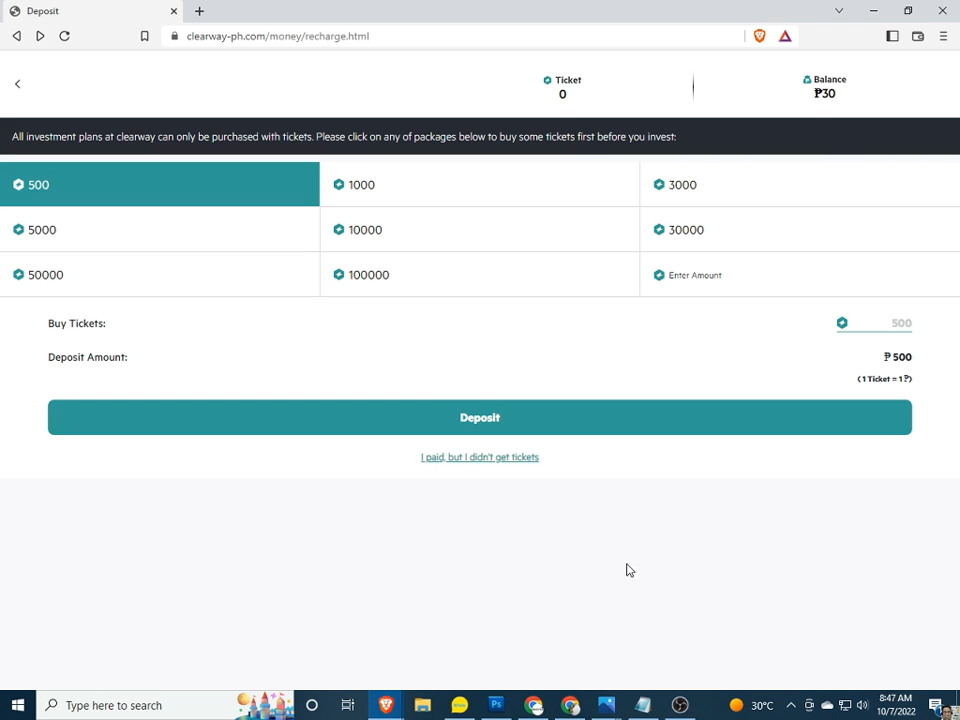 Deposit
clearway-ph.com/money/recharge.html
Ticket
0
Balance
₱30
All investment plans at clearway can only be purchased with tickets. Please click on any of packages below to buy some tickets first before you invest:
500
1000
3000
5000
10000
30000
50000
100000
Enter Amount
Buy Tickets:
500
Deposit Amount:
₱ 500
( 1 Ticket = 1 ₱)
Deposit
I paid, but I didn't get tickets
Type here to search
Ps
30°C
8:47 AM
10/7/2022